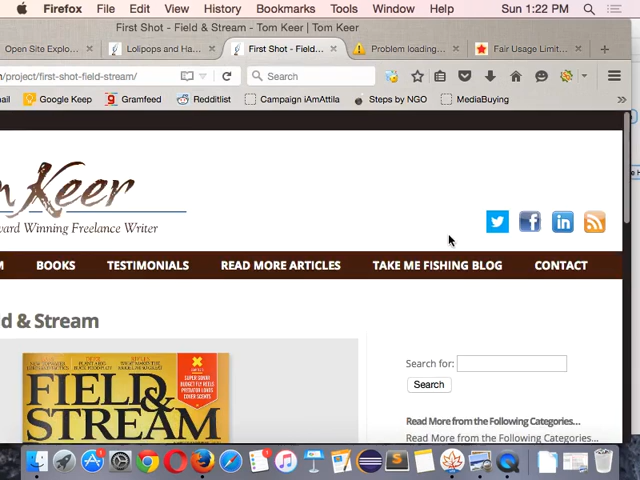 Firefox File Edit View History Bookmarks Tools Window Help Sun 1:22 PM
First Shot - Field & Stream - Tom Keer | Tom Keer
Open Site Explo... Lolipops and Ha... First Shot - Field... Problem loading... Fair Usage Limit...
/project/first-shot-field-stream/ Search
ail Google Keep Gramfeed Redditlist Campaign iAmAttila Steps by NGO MediaBuying
m Keer
ward Winning Freelance Writer
M BOOKS TESTIMONIALS READ MORE ARTICLES TAKE ME FISHING BLOG CONTACT
ld & Stream
Search for:
Search
FIELD &
STREAM
Read More from the Following Categories...
Read More from the Following Categories...